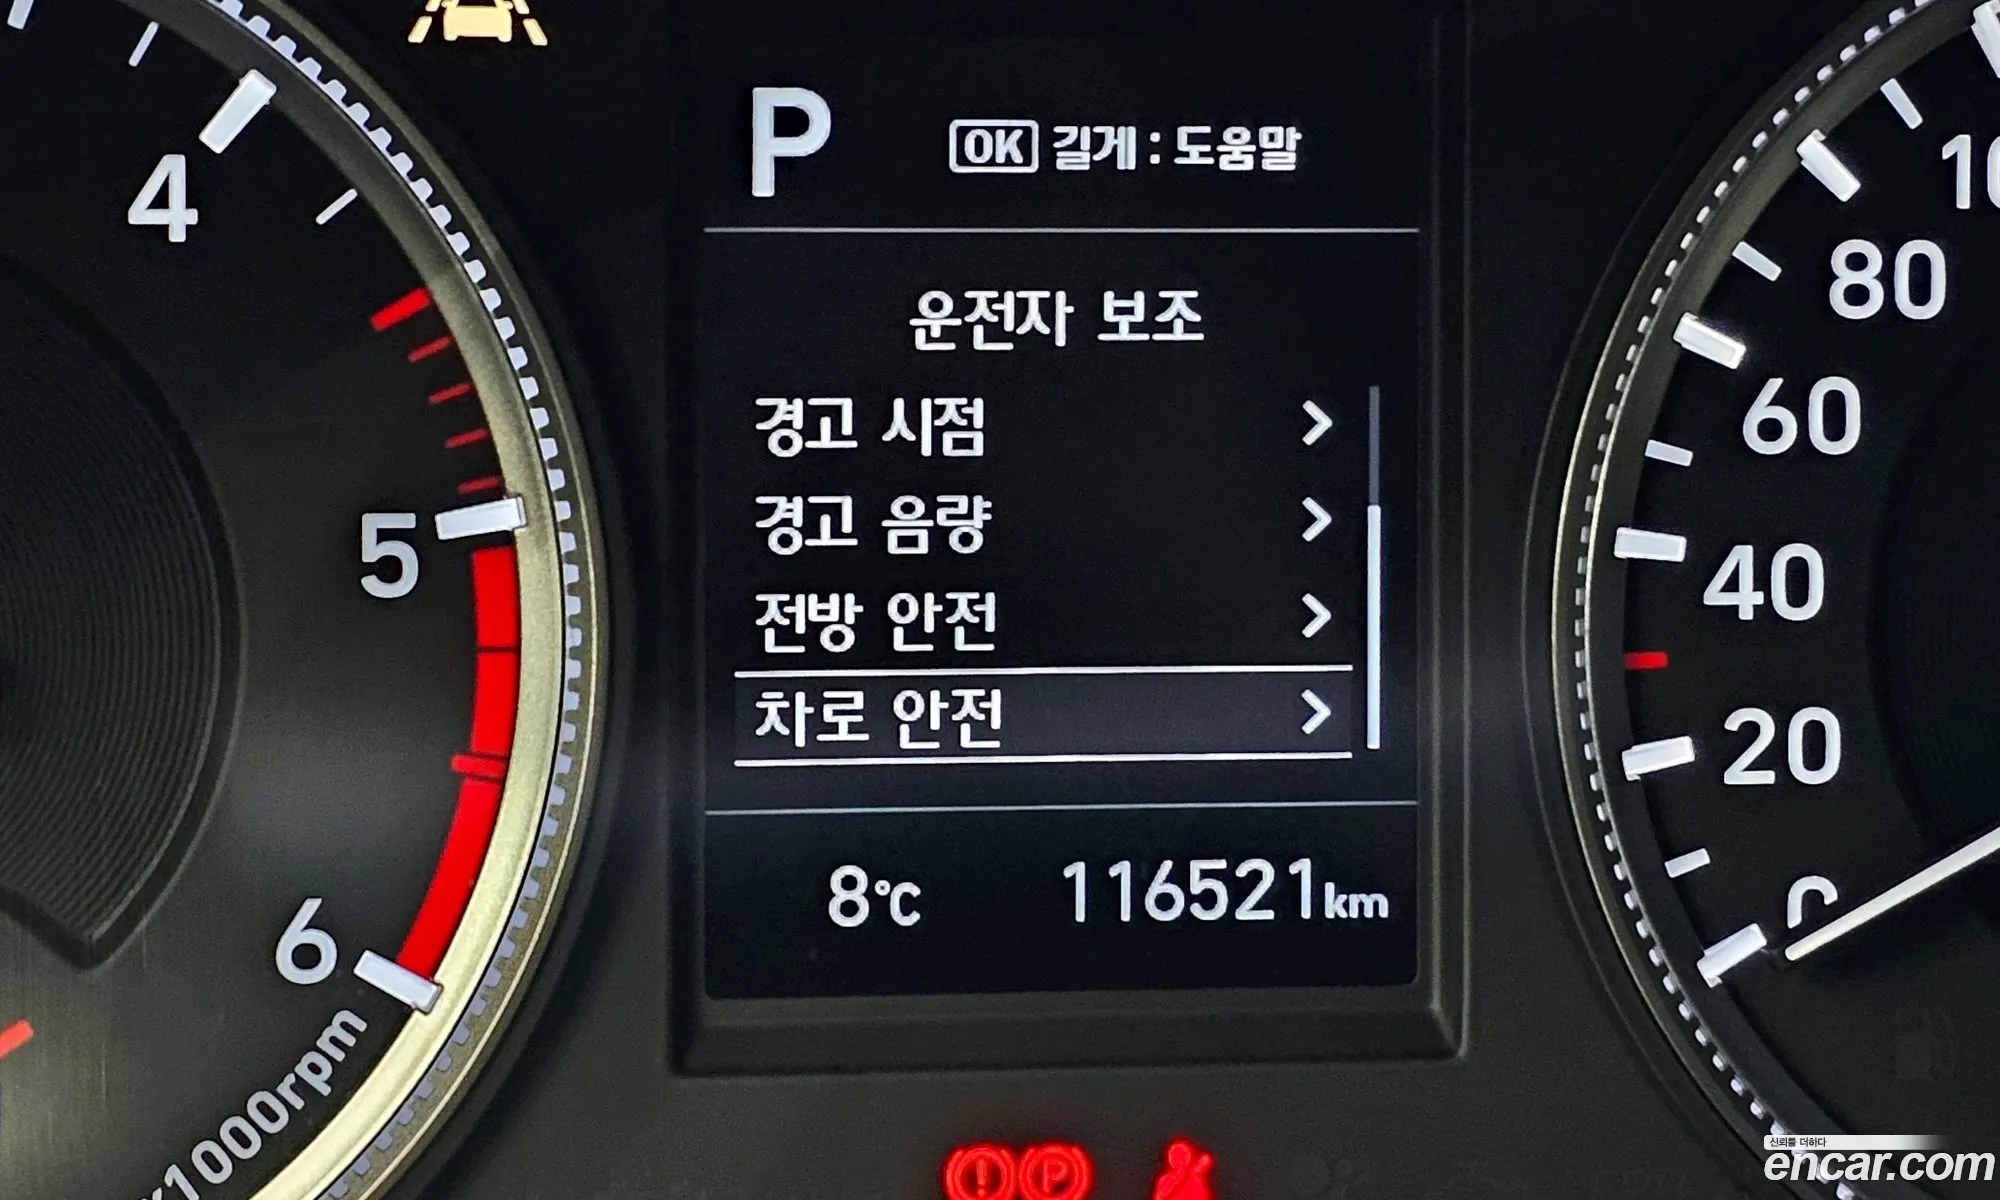 P
OK 길게 : 도움말
운전자 보조
경고 시점
경고 음량
전방 안전
차로 안전
8°C 116521km
4
5
6
x1000rpm
80
60
40
20
0
P
신뢰를 더하다
encar.com